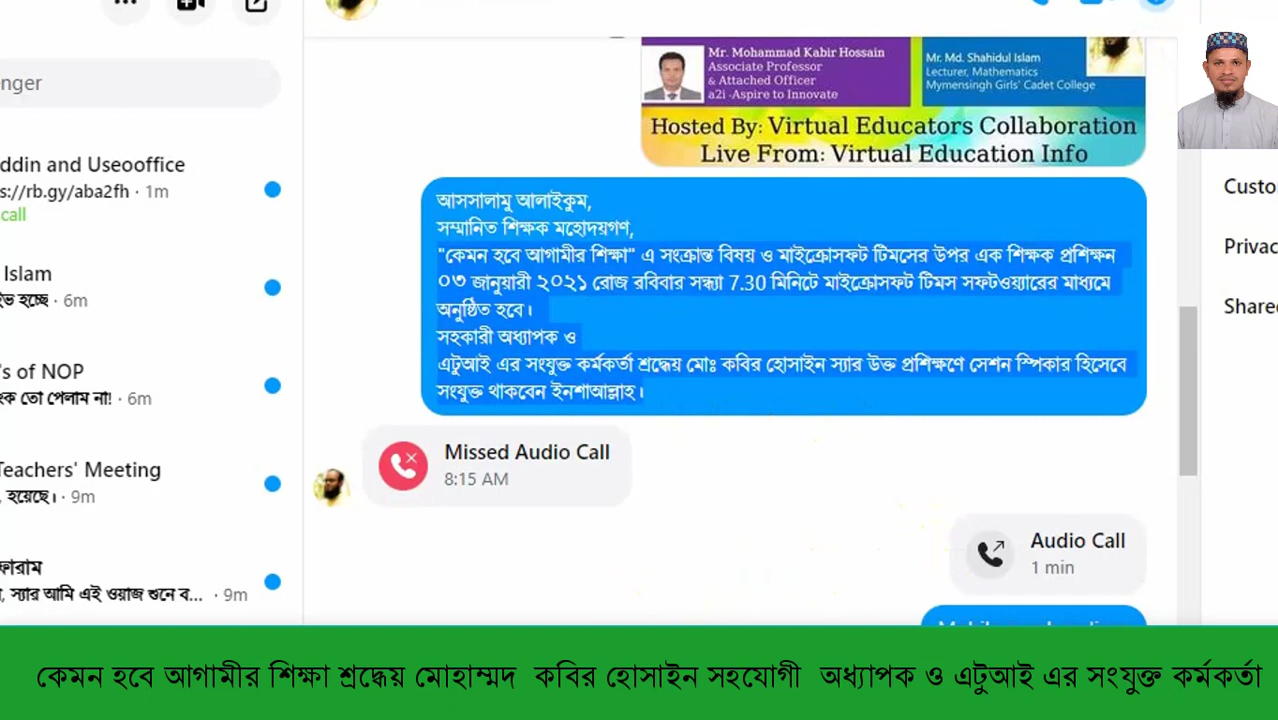 Mr. Mohammad Kabir Hossain
Associate Professor
& Attached Officer
a2i -Aspire to Innovate
Mr. Md. Shahidul Islam
Lecturer, Mathematics
Mymensingh Girls' Cadet College
Hosted By: Virtual Educators Collaboration
Live From: Virtual Education Info
enger
ddin and Useooffice
s://rb.gy/aba2fh · 1m
call
Islam
ইভ হচ্ছে · 6m
's of NOP
ংক তো পেলাম না! · 6m
Teachers' Meeting
, হয়েছে। · 9m
ফোরাম
, স্যার আমি এই ওয়াজ শুনে ব... · 9m
আসসালামু আলাইকুম,
সম্মানিত শিক্ষক মহোদয়গণ,
"কেমন হবে আগামীর শিক্ষা" এ সংক্রান্ত বিষয় ও মাইক্রোসফট টিমসের উপর এক শিক্ষক প্রশিক্ষন
০৩ জানুয়ারী ২০২১ রোজ রবিবার সন্ধ্যা 7.30 মিনিটে মাইক্রোসফট টিমস সফটওয়্যারের মাধ্যমে
অনুষ্ঠিত হবে।
সহকারী অধ্যাপক ও
এটুআই এর সংযুক্ত কর্মকর্তা শ্রদ্ধেয় মোঃ কবির হোসাইন স্যার উক্ত প্রশিক্ষণে সেশন স্পিকার হিসেবে
সংযুক্ত থাকবেন ইনশাআল্লাহ।
Missed Audio Call
8:15 AM
Audio Call
1 min
Custo
Privac
Share
কেমন হবে আগামীর শিক্ষা শ্রদ্ধেয় মোহাম্মদ কবির হোসাইন সহযোগী অধ্যাপক ও এটুআই এর সংযুক্ত কর্মকর্তা